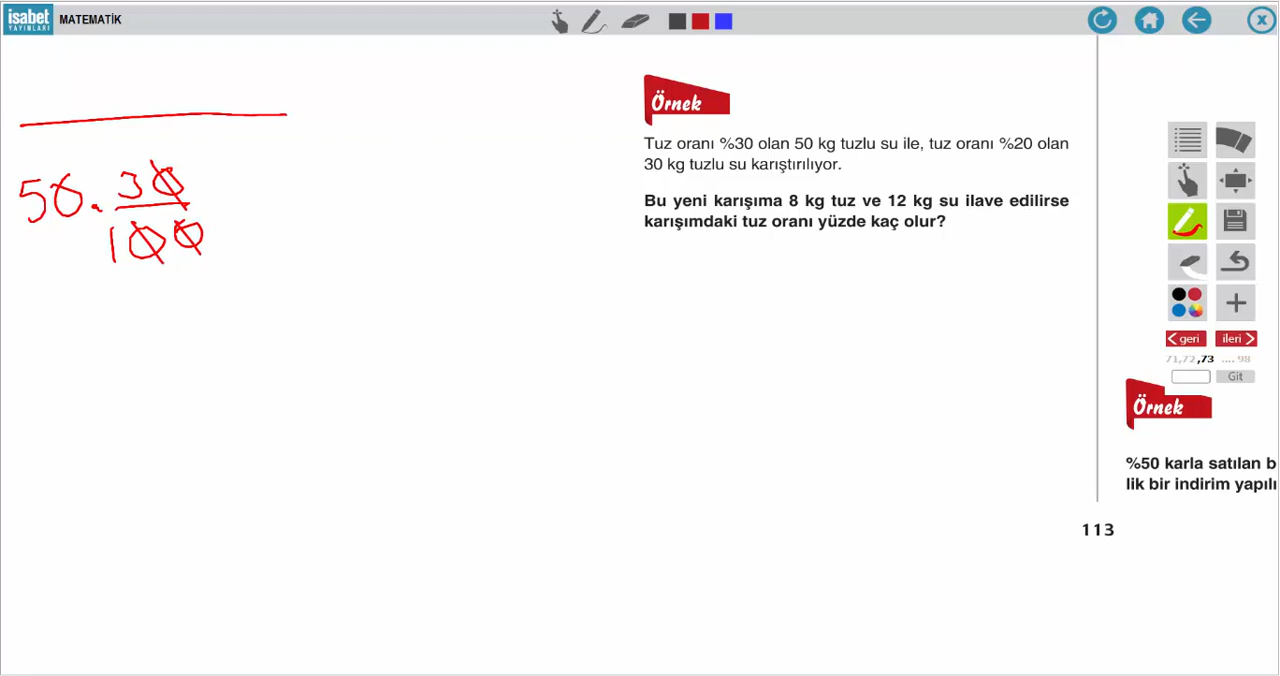 isabet
YAYINLARI
MATEMATİK
50 . 30
100
Örnek
Tuz oranı %30 olan 50 kg tuzlu su ile, tuz oranı %20 olan
30 kg tuzlu su karıştırılıyor.
Bu yeni karışıma 8 kg tuz ve 12 kg su ilave edilirse
karışımdaki tuz oranı yüzde kaç olur?
geri
ileri
71,72,73 .... 98
Git
Örnek
%50 karla satılan b
lik bir indirim yapılı
113